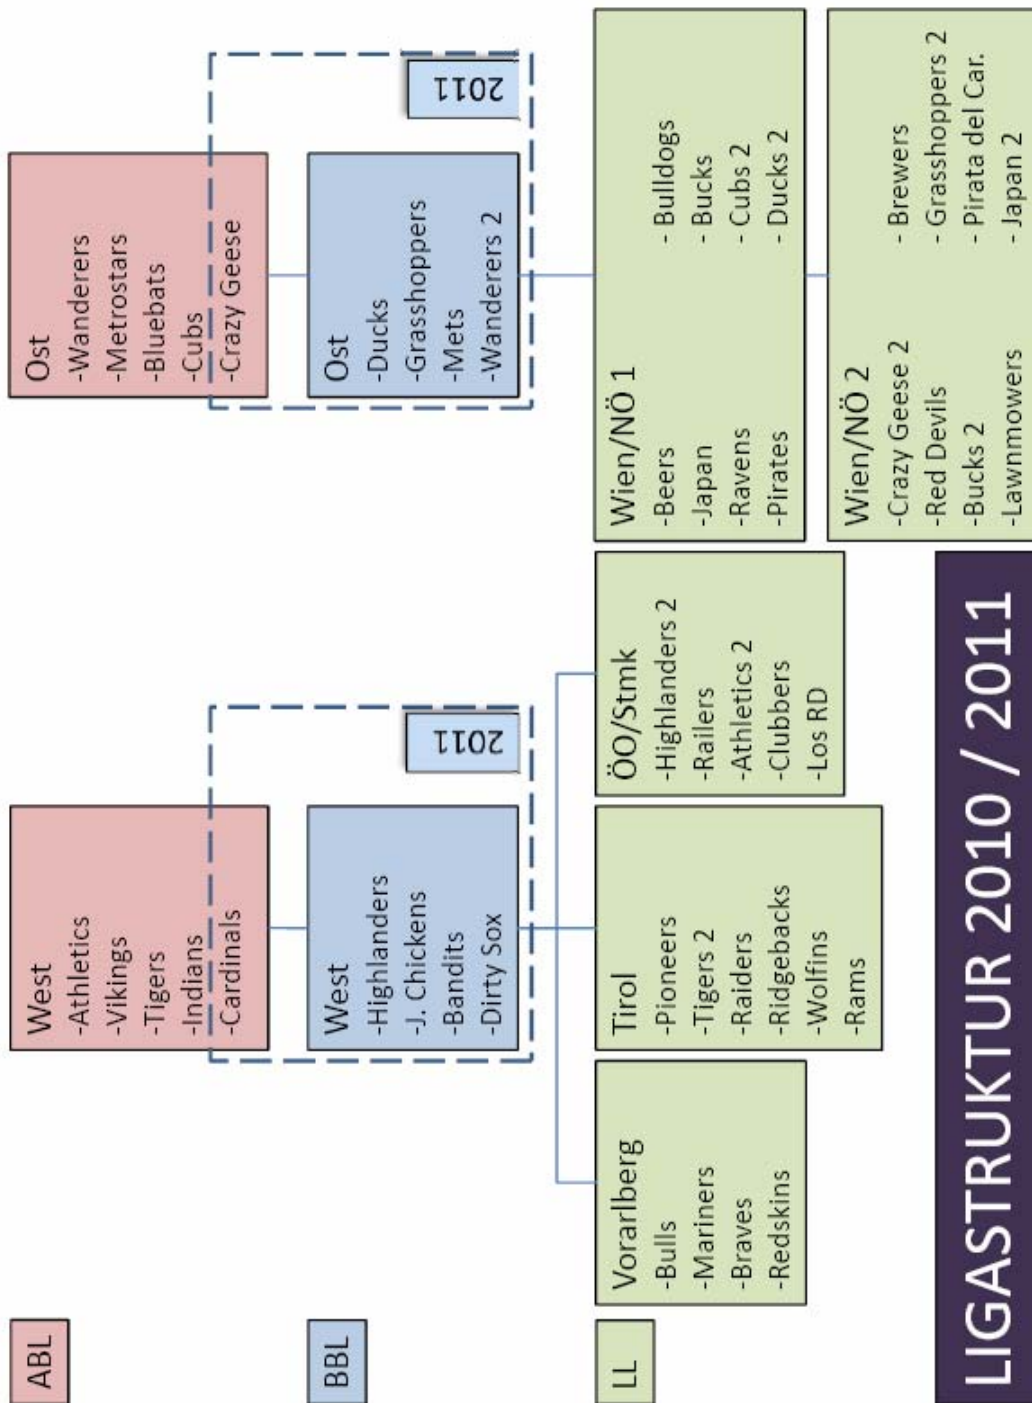 ABL
West
-Athletics
-Vikings
-Tigers
-Indians
-Cardinals
Ost
-Wanderers
-Metrostars
-Bluebats
-Cubs
-Crazy Geese
BBL
West
-Highlanders
-J. Chickens
-Bandits
-Dirty Sox
2011
Ost
-Ducks
-Grasshoppers
-Mets
-Wanderers 2
2011
LL
Vorarlberg
-Bulls
-Mariners
-Braves
-Redskins
Tirol
-Pioneers
-Tigers 2
-Raiders
-Ridgebacks
-Wolfins
-Rams
ÖO/Stmk
-Highlanders 2
-Railers
-Athletics 2
-Clubbers
-Los RD
Wien/NÖ 1
-Beers
-Japan
-Ravens
-Pirates
- Bulldogs
- Bucks
- Cubs 2
- Ducks 2
Wien/NÖ 2
-Crazy Geese 2
-Red Devils
-Bucks 2
-Lawnmowers
- Brewers
- Grasshoppers 2
- Pirata del Car.
- Japan 2
LIGASTRUKTUR 2010 / 2011